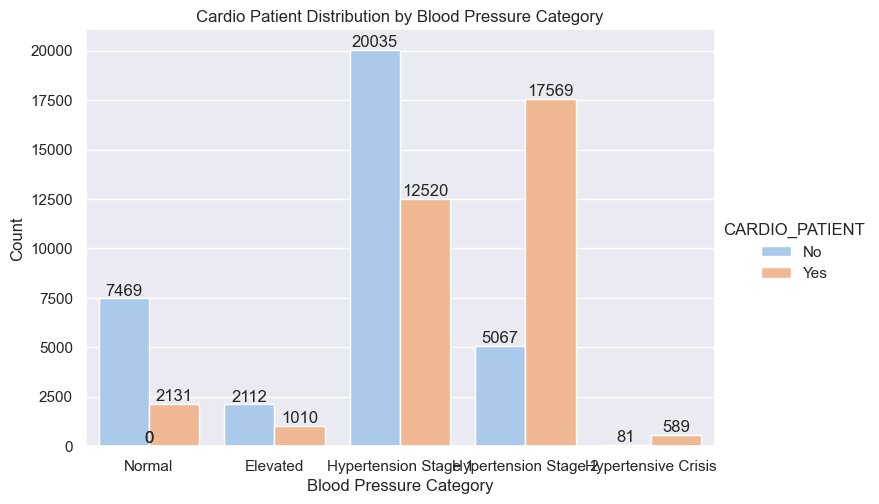 Cardio Patient Distribution by Blood Pressure Category
20035
20000
17569
17500
15000
12520
12500
Count
CARDIO_PATIENT
No
Yes
10000
7469
7500
5067
5000
2131
2112
2500
1010
589
0
81
0
Normal
Elevated
Hypertension Stage 1
Hypertension Stage 2
Hypertensive Crisis
Blood Pressure Category